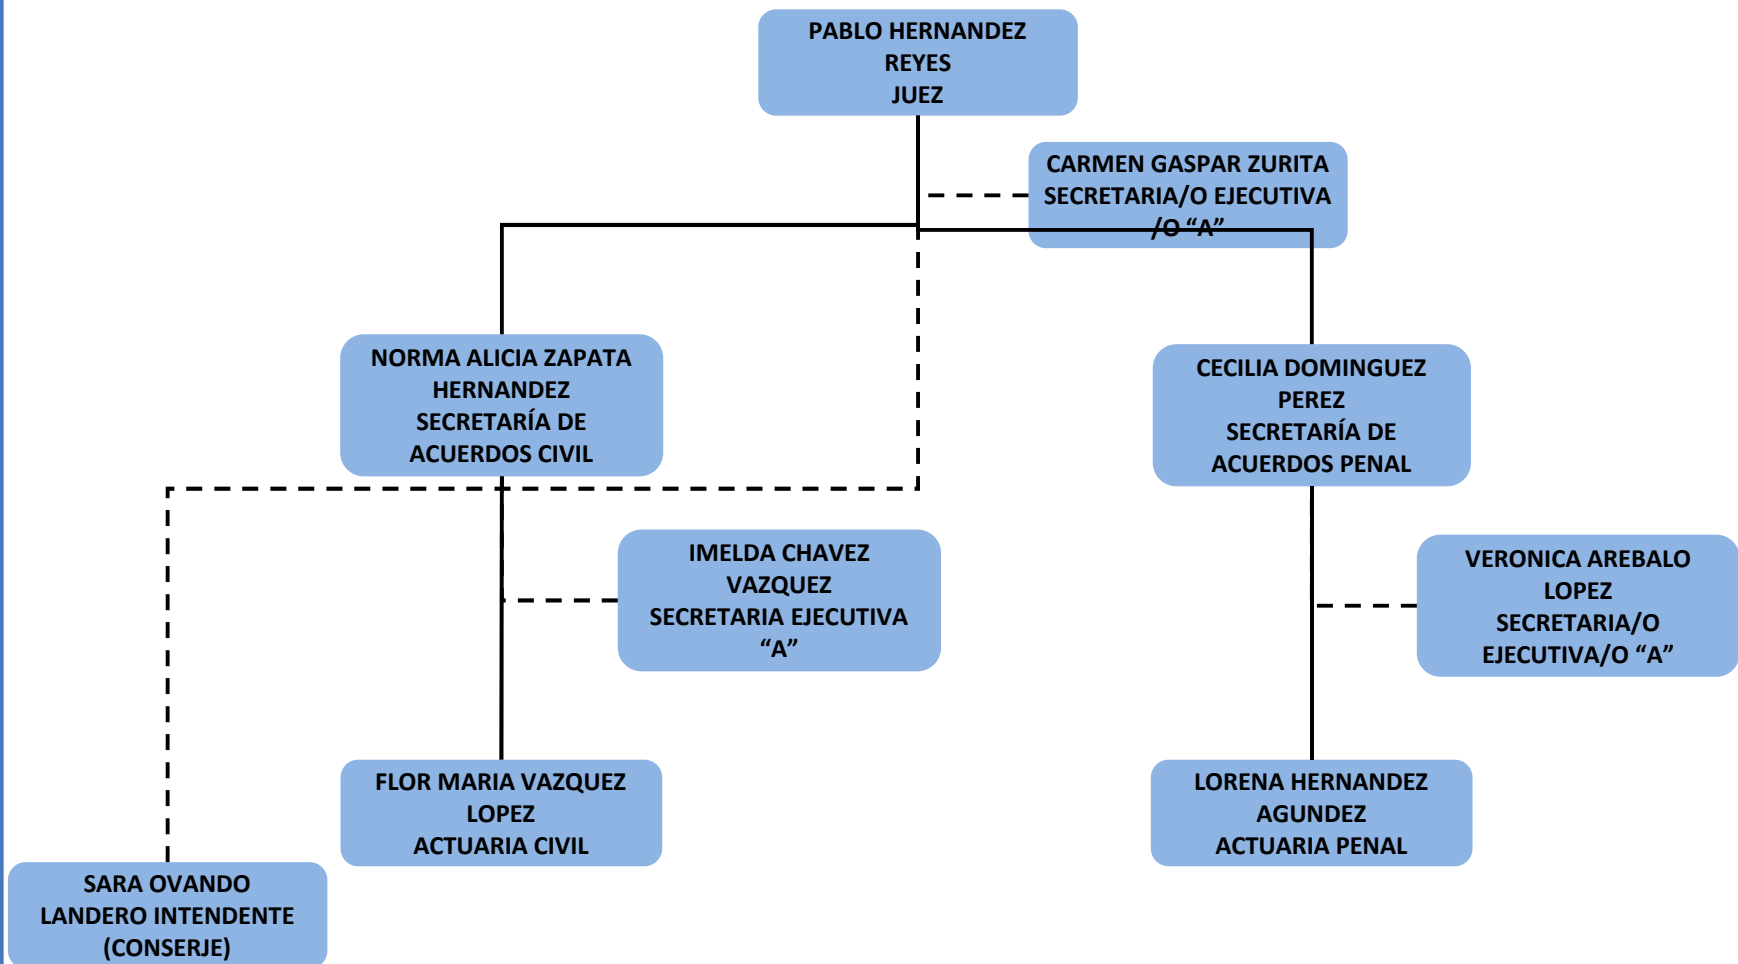 PABLO HERNANDEZ
REYES
JUEZ
CARMEN GASPAR ZURITA
SECRETARIA/O EJECUTIVA
/O “A”
NORMA ALICIA ZAPATA
HERNANDEZ
SECRETARÍA DE
ACUERDOS CIVIL
CECILIA DOMINGUEZ
PEREZ
SECRETARÍA DE
ACUERDOS PENAL
IMELDA CHAVEZ
VAZQUEZ
SECRETARIA EJECUTIVA
“A”
VERONICA AREBALO
LOPEZ
SECRETARIA/O
EJECUTIVA/O “A”
FLOR MARIA VAZQUEZ
LOPEZ
ACTUARIA CIVIL
LORENA HERNANDEZ
AGUNDEZ
ACTUARIA PENAL
SARA OVANDO
LANDERO INTENDENTE
(CONSERJE)